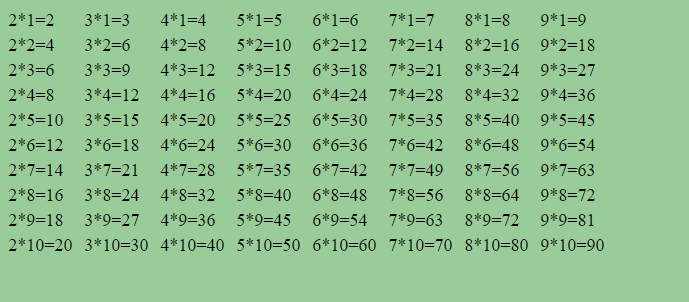 2*1=2 3*1=3 4*1=4 5*1=5 6*1=6 7*1=7 8*1=8 9*1=9
2*2=4 3*2=6 4*2=8 5*2=10 6*2=12 7*2=14 8*2=16 9*2=18
2*3=6 3*3=9 4*3=12 5*3=15 6*3=18 7*3=21 8*3=24 9*3=27
2*4=8 3*4=12 4*4=16 5*4=20 6*4=24 7*4=28 8*4=32 9*4=36
2*5=10 3*5=15 4*5=20 5*5=25 6*5=30 7*5=35 8*5=40 9*5=45
2*6=12 3*6=18 4*6=24 5*6=30 6*6=36 7*6=42 8*6=48 9*6=54
2*7=14 3*7=21 4*7=28 5*7=35 6*7=42 7*7=49 8*7=56 9*7=63
2*8=16 3*8=24 4*8=32 5*8=40 6*8=48 7*8=56 8*8=64 9*8=72
2*9=18 3*9=27 4*9=36 5*9=45 6*9=54 7*9=63 8*9=72 9*9=81
2*10=20 3*10=30 4*10=40 5*10=50 6*10=60 7*10=70 8*10=80 9*10=90